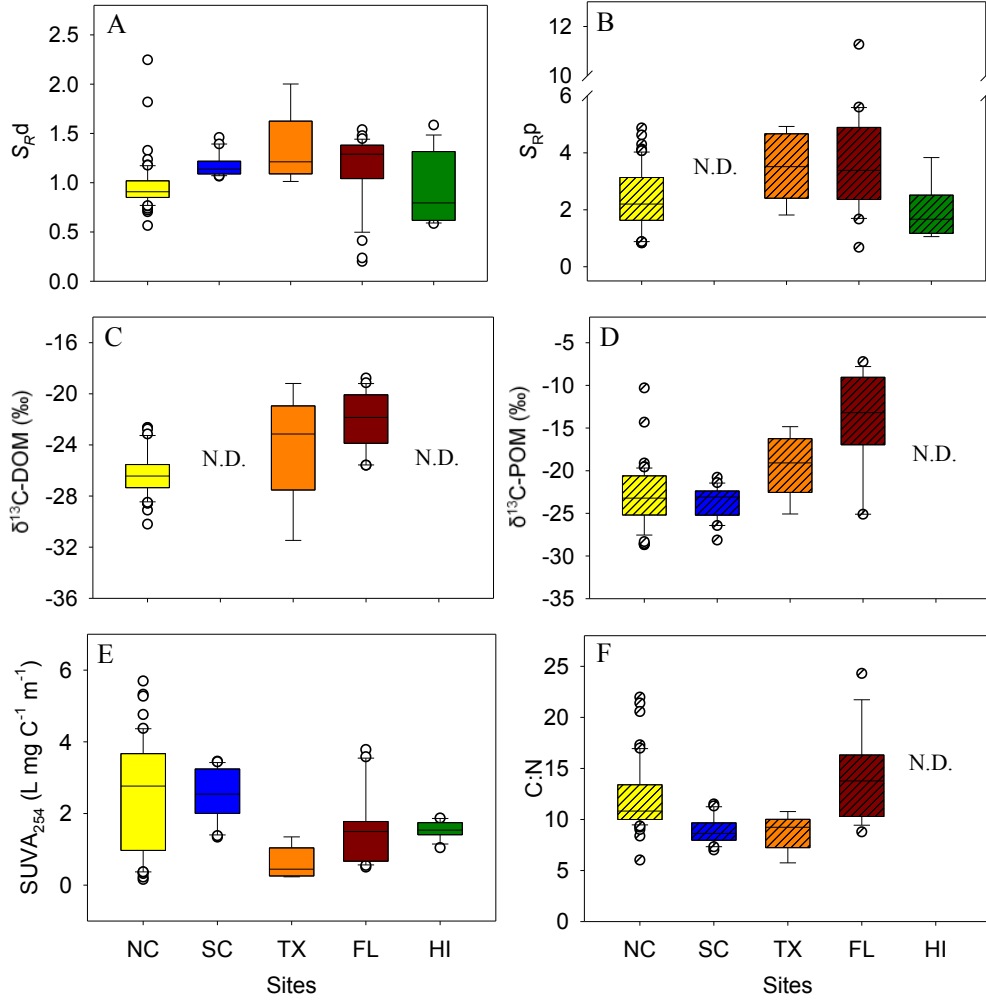 A
2.5
2.0
1.5
1.0
0.5
0.0
S_Rd
B
12
10
6
4
2
0
S_Rp
N.D.
C
-16
-20
-24
-28
-32
-36
δ¹³C-DOM (‰)
N.D.
N.D.
D
-5
-10
-15
-20
-25
-30
-35
δ¹³C-POM (‰)
N.D.
E
6
4
2
0
SUVA₂₅₄ (L mg C⁻¹ m⁻¹)
NC SC TX FL HI
Sites
F
25
20
15
10
5
0
C:N
N.D.
NC SC TX FL HI
Sites